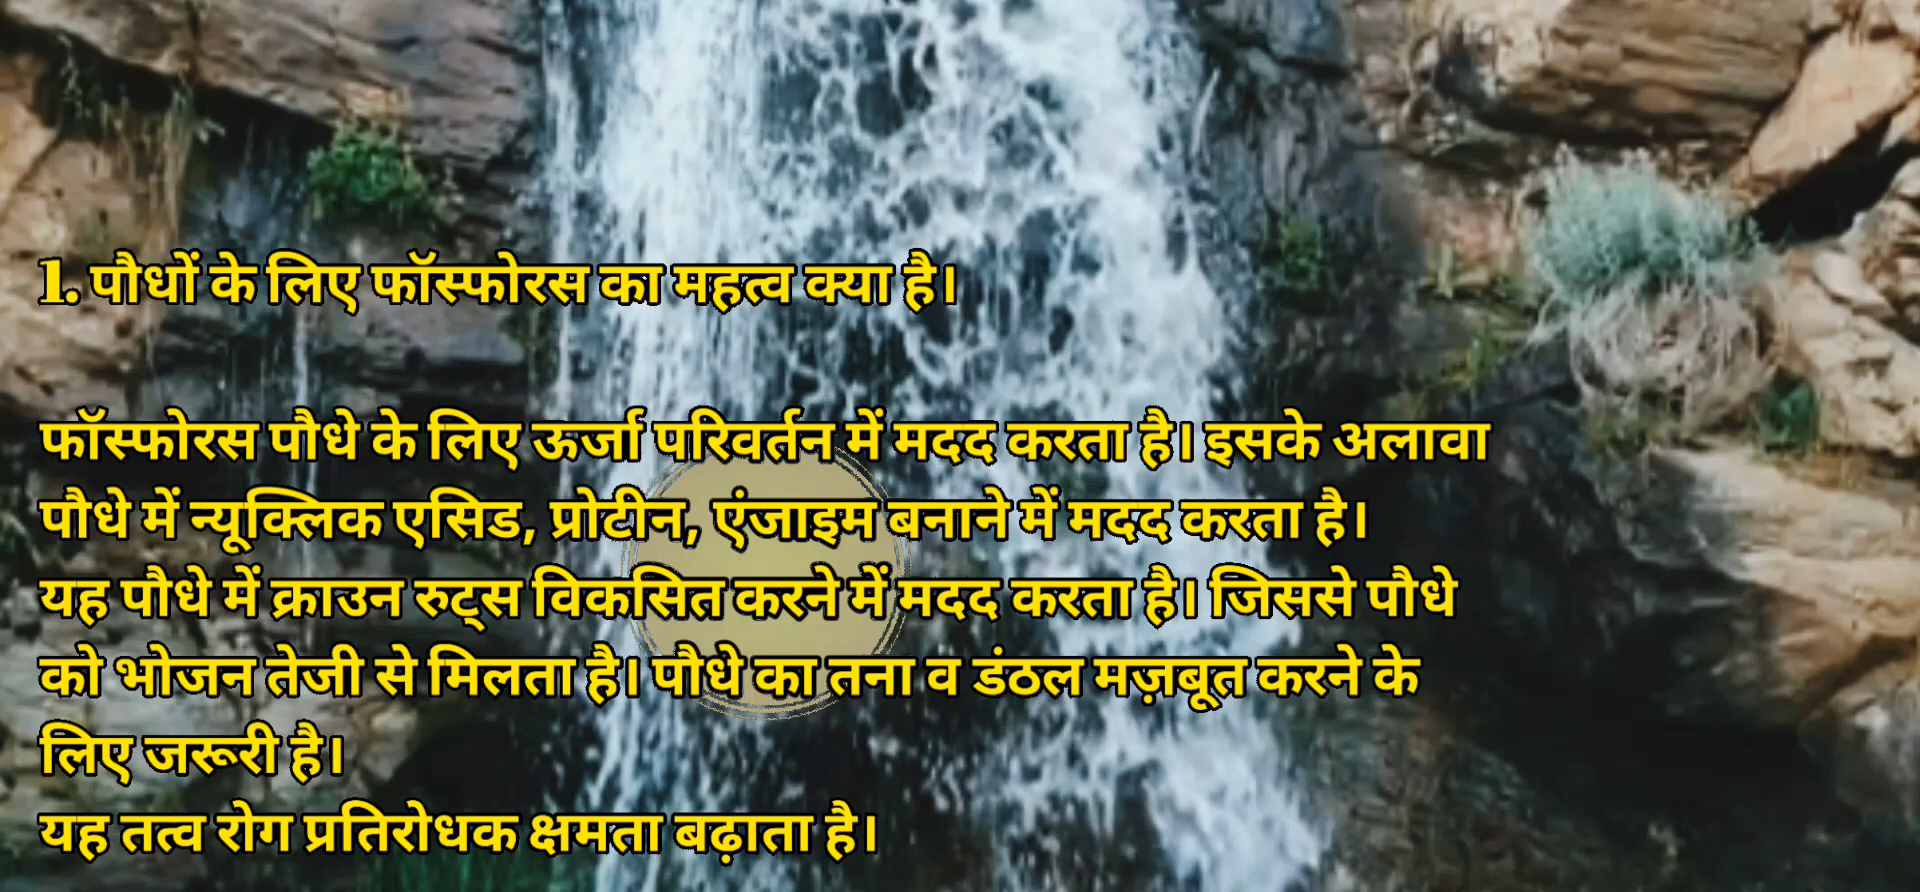 1. पौधों के लिए फॉस्फोरस का महत्व क्या है।
फॉस्फोरस पौधे के लिए ऊर्जा परिवर्तन में मदद करता है। इसके अलावा
पौधे में न्यूक्लिक एसिड, प्रोटीन, एंजाइम बनाने में मदद करता है।
यह पौधे में क्राउन रुट्स विकसित करने में मदद करता है। जिससे पौधे
को भोजन तेजी से मिलता है। पौधे का तना व डंठल मज़बूत करने के
लिए जरूरी है।
यह तत्व रोग प्रतिरोधक क्षमता बढ़ाता है।